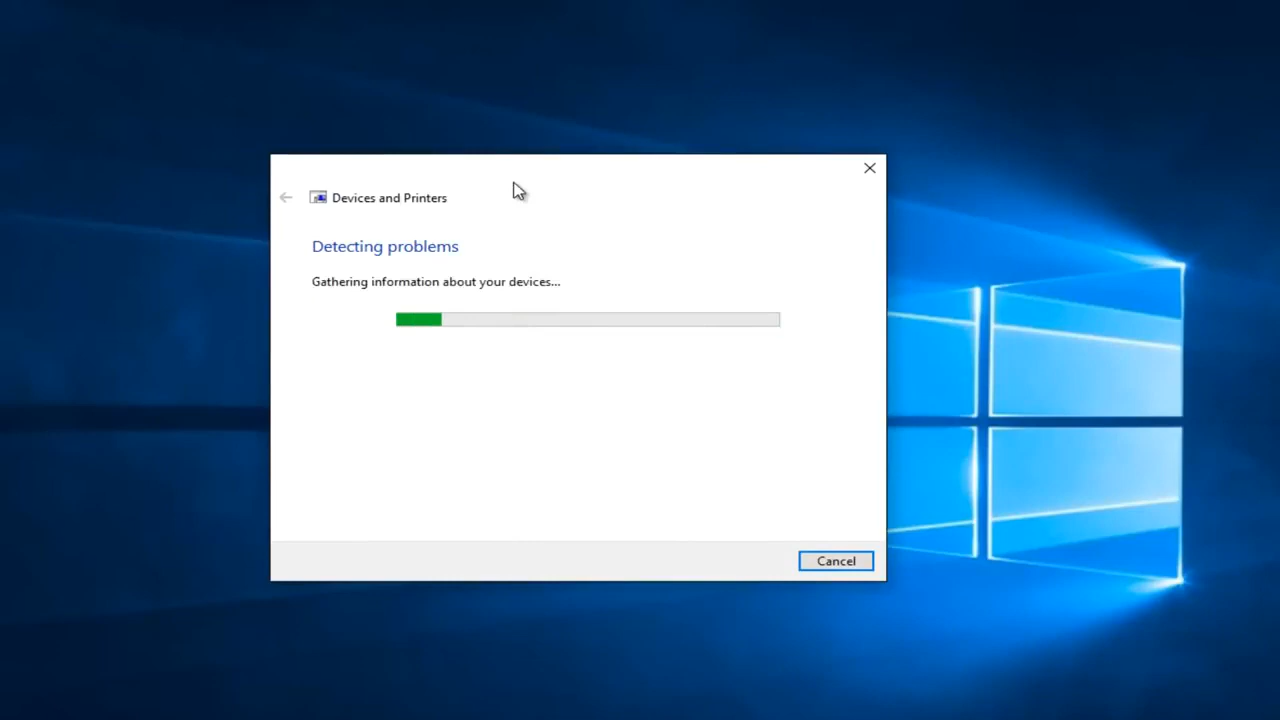 Devices and Printers
Detecting problems
Gathering information about your devices...
Cancel